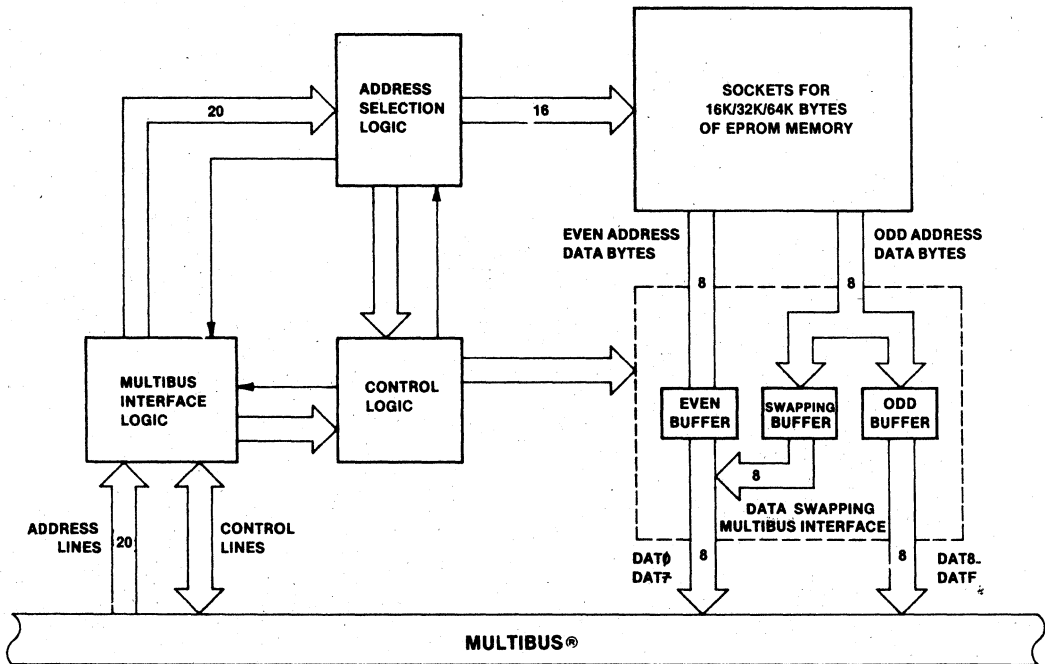 ADDRESS
SELECTION
LOGIC
20
16
SOCKETS FOR
16K/32K/64K BYTES
OF EPROM MEMORY
EVEN ADDRESS
DATA BYTES
ODD ADDRESS
DATA BYTES
8
8
MULTIBUS
INTERFACE
LOGIC
CONTROL
LOGIC
EVEN
BUFFER
SWAPPING
BUFFER
ODD
BUFFER
8
DATA SWAPPING
MULTIBUS INTERFACE
ADDRESS
LINES
20
CONTROL
LINES
DAT0
DAT7
8
8
DAT8-
DATF
MULTIBUS®